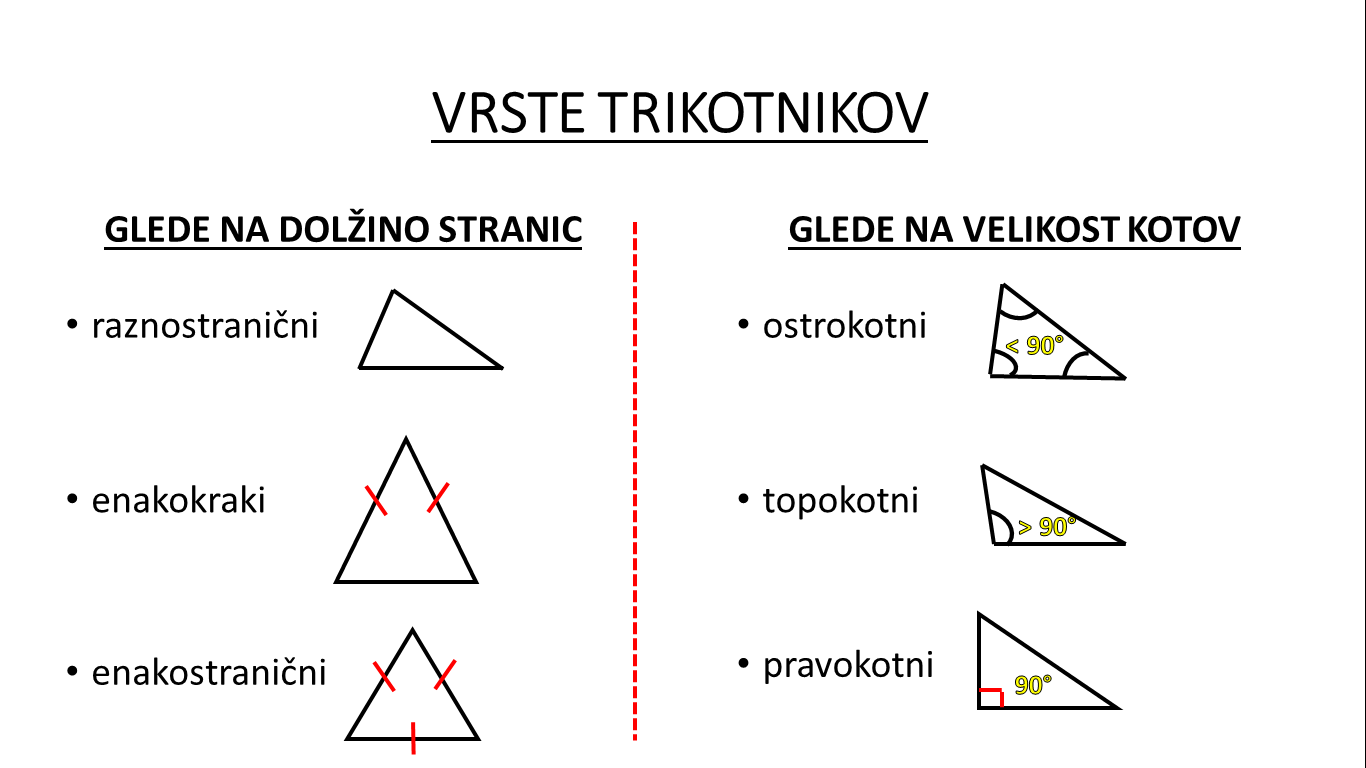 VRSTE TRIKOTNIKOV
GLEDE NA DOLŽINO STRANIC
• raznostranični
• enakokraki
• enakostranični
GLEDE NA VELIKOST KOTOV
• ostrokotni
< 90°
• topokotni
> 90°
• pravokotni
90°